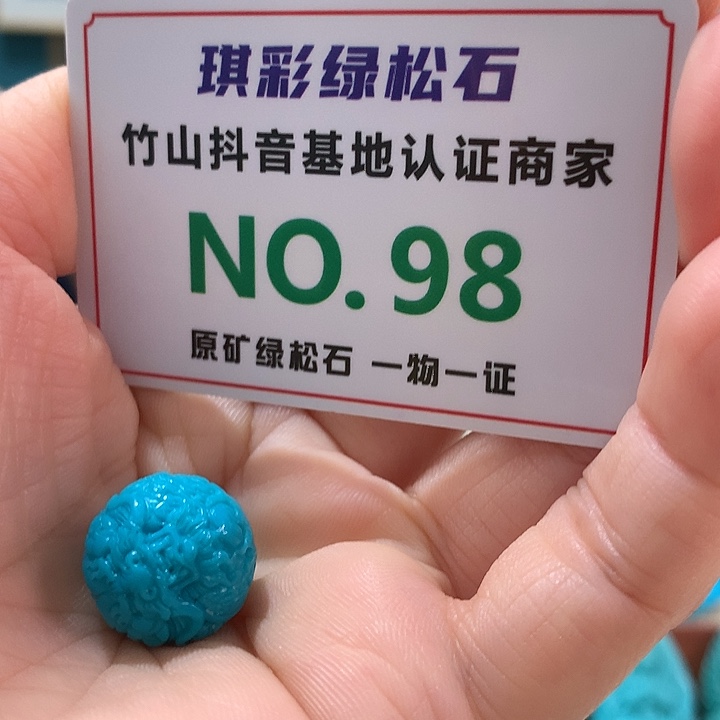 琪彩绿松石
竹山抖音基地认证商家
NO.98
原矿绿松石 一物一证